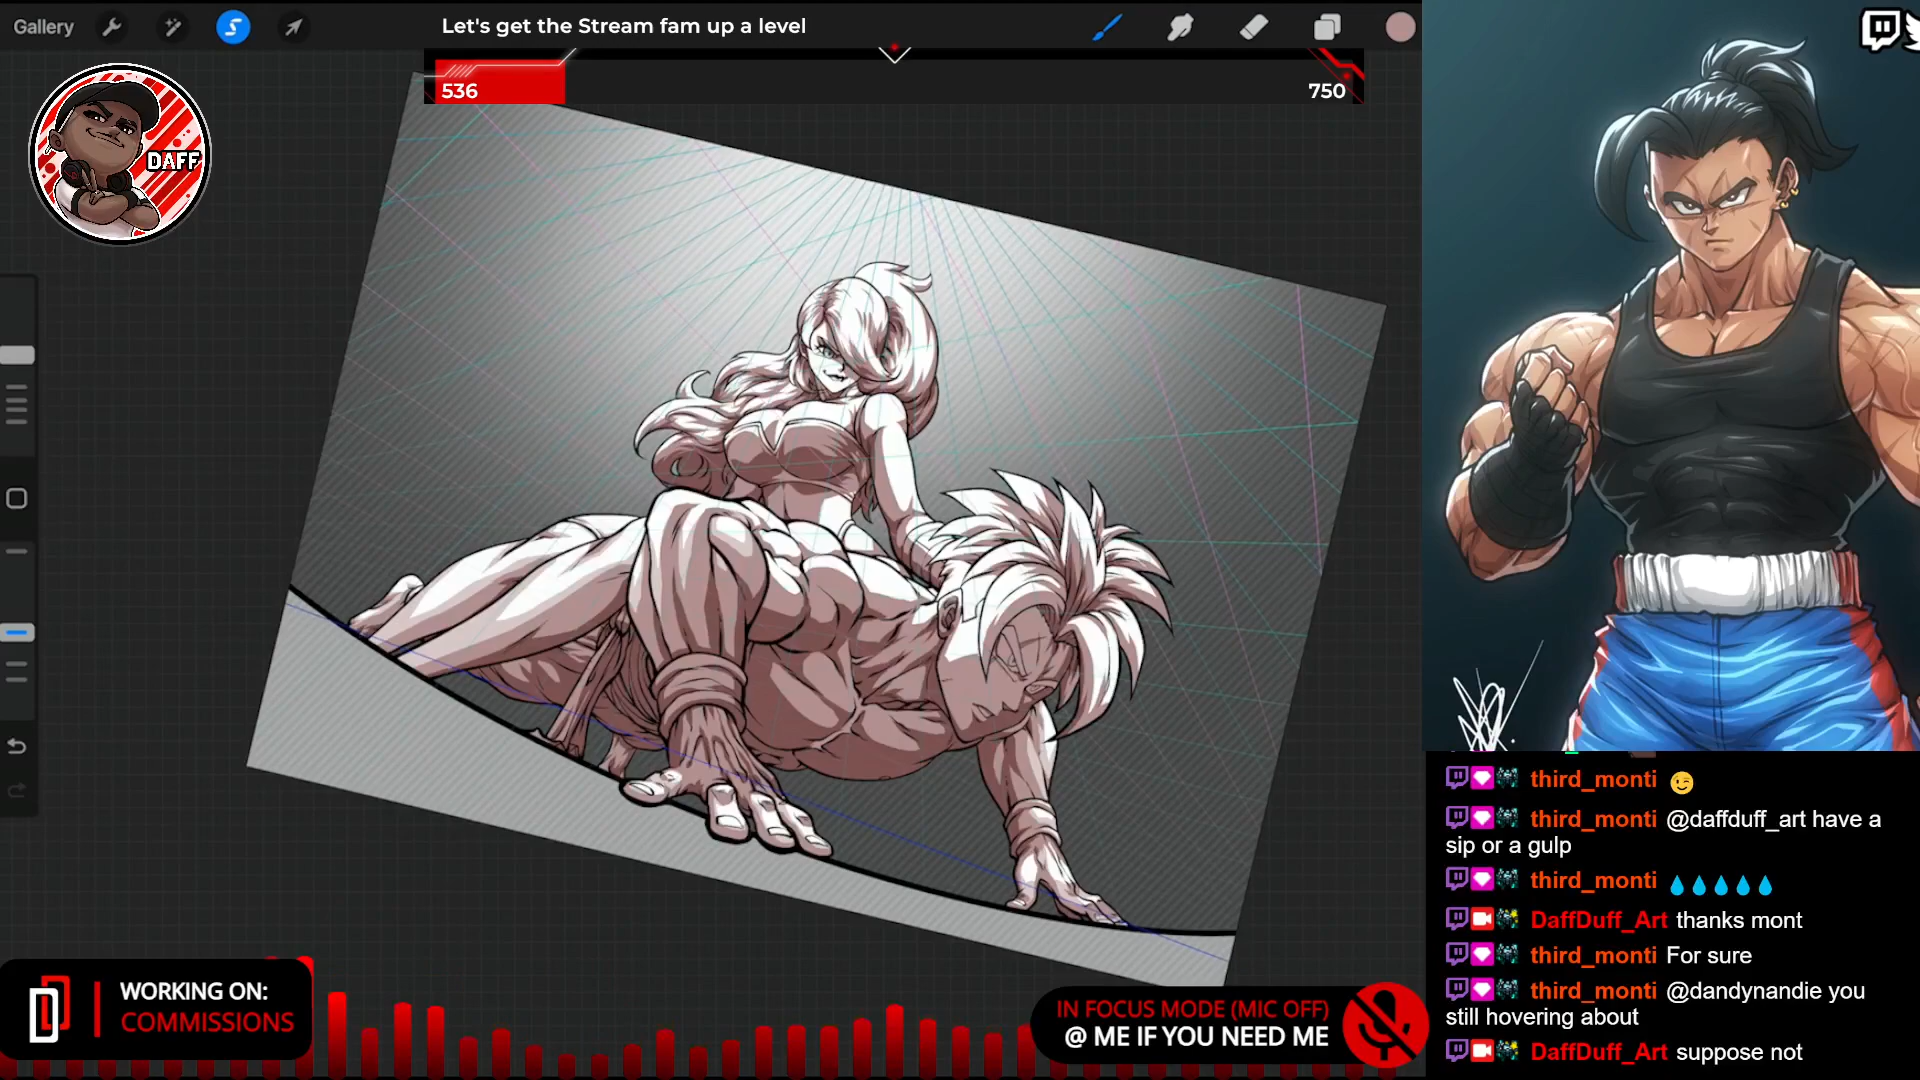 Gallery
Let's get the Stream fam up a level
536
750
DAFF
third_monti 😉
third_monti @daffduff_art have a
sip or a gulp
third_monti 💧💧💧💧💧
DaffDuff_Art thanks mont
third_monti For sure
third_monti @dandynandie you
still hovering about
DaffDuff_Art suppose not
WORKING ON:
COMMISSIONS
IN FOCUS MODE (MIC OFF)
@ ME IF YOU NEED ME